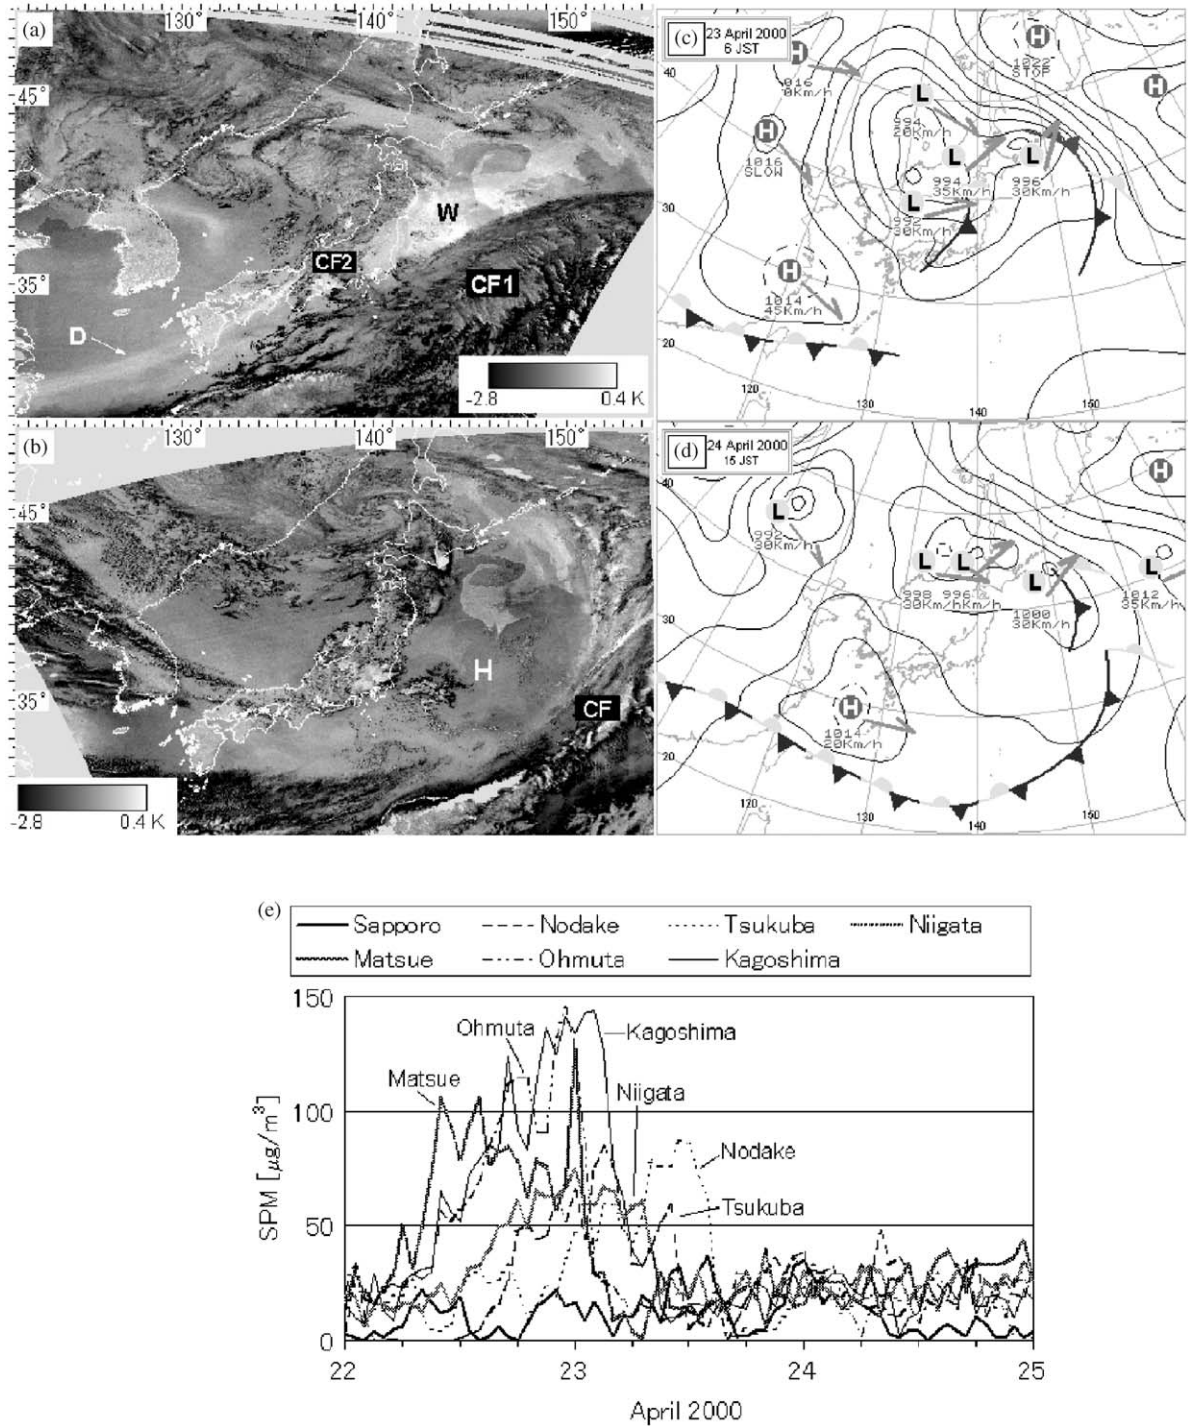 130°
140°
150°
(a)
45°
35°
W
CF2
CF1
D
-2.8
0.4 K
(c)
23 April 2000
6 JST
H
H
H
H
H
1022
STOP
016
0Km/h
40
L
994
20Km/h
H
1016
SLOW
L
994
35Km/h
L
996
30Km/h
L
992
30Km/h
30
H
1014
45Km/h
20
120
130
140
150
(b)
130°
140°
150°
45°
35°
H
CF
-2.8
0.4 K
(d)
24 April 2000
15 JST
H
40
L
992
30Km/h
L
998
30Km/h
L
996
Km/h
L
1000
30Km/h
L
1012
35Km/h
30
H
1014
20Km/h
20
120
130
140
150
(e)
Sapporo
Nodake
Tsukuba
Niigata
Matsue
Ohmuta
Kagoshima
150
100
50
0
SPM [μg/m³]
Ohmuta
Kagoshima
Matsue
Niigata
Nodake
Tsukuba
22
23
24
25
April 2000